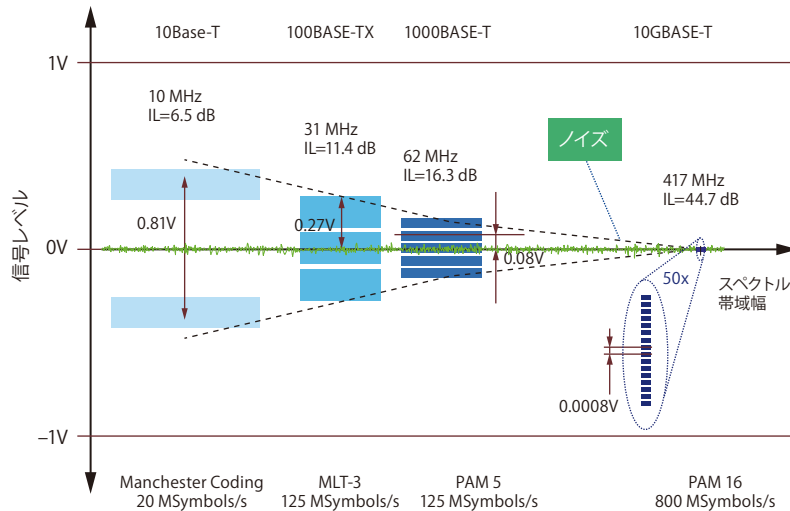 10Base-T
100BASE-TX
1000BASE-T
10GBASE-T
1V
10 MHz
IL=6.5 dB
31 MHz
IL=11.4 dB
62 MHz
IL=16.3 dB
ノイズ
417 MHz
IL=44.7 dB
信号レベル
0.81V
0.27V
0V
0.08V
50x
スペクトル
帯域幅
0.0008V
−1V
Manchester Coding
20 MSymbols/s
MLT-3
125 MSymbols/s
PAM 5
125 MSymbols/s
PAM 16
800 MSymbols/s